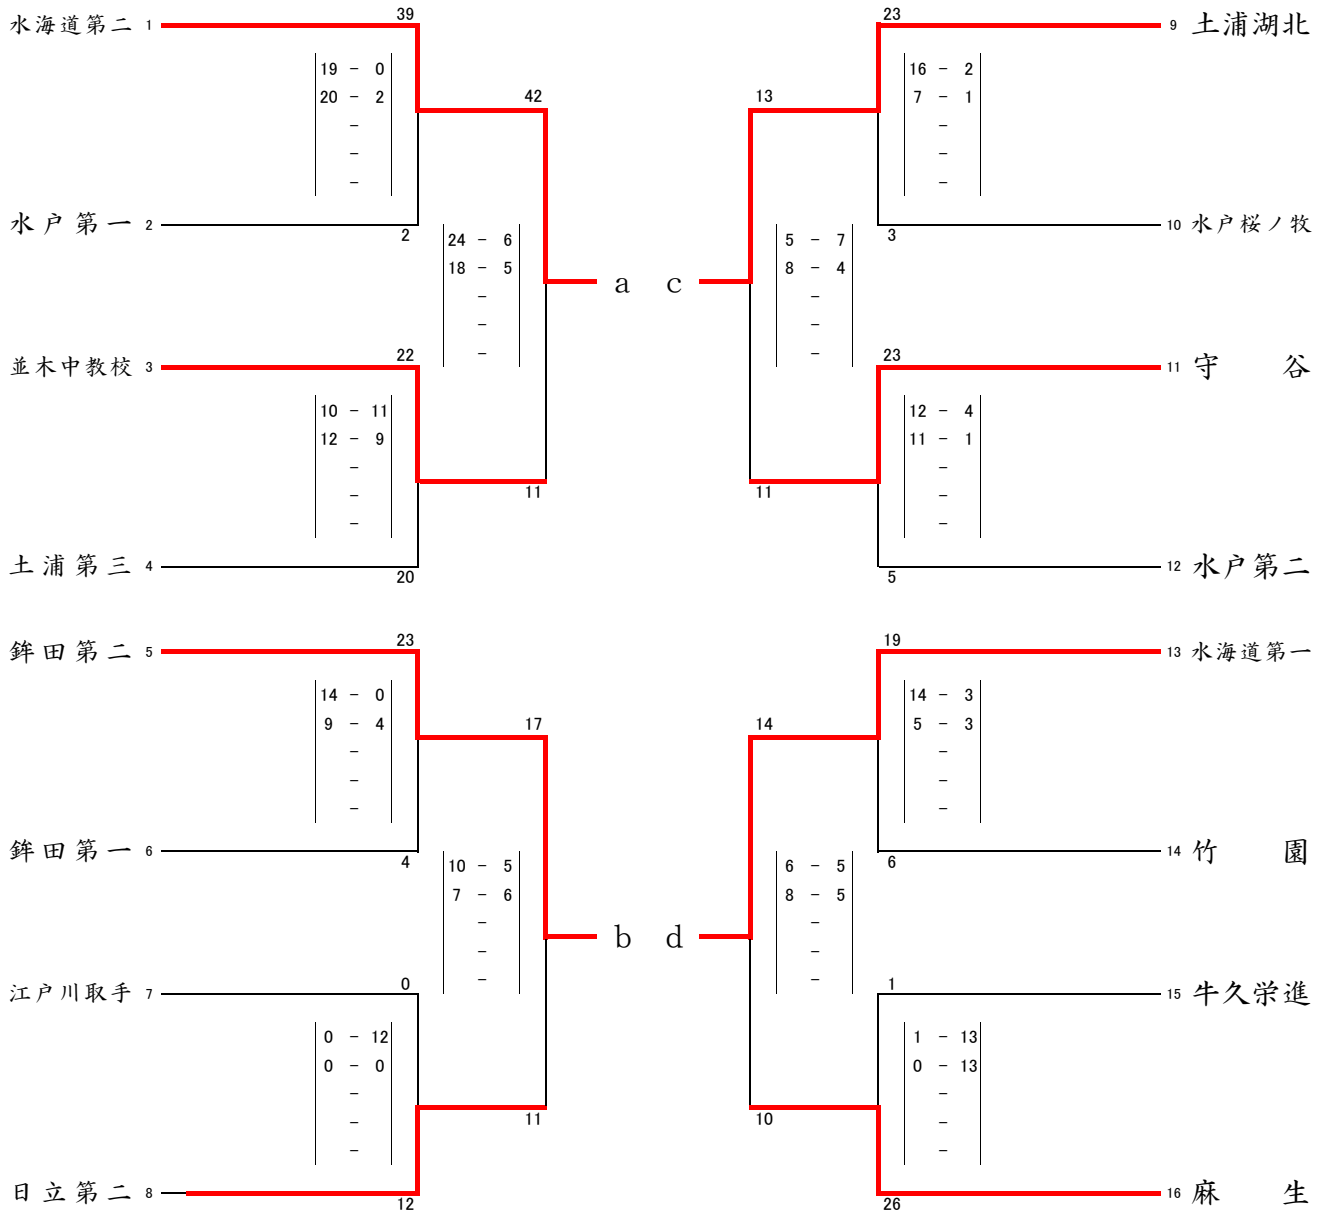 39
水海道第二 1
19 - 0
20 - 2
-
-
-
42
水戸第一 2
2
24 - 6
18 - 5
-
-
-
a
並木中教校 3
22
10 - 11
12 - 9
-
-
-
11
土浦第三 4
20
鉾田第二 5
23
14 - 0
9 - 4
-
-
-
17
鉾田第一 6
4
10 - 5
7 - 6
-
-
-
b
江戸川取手 7
0
0 - 12
0 - 0
-
-
-
11
日立第二 8
12
23
9 土浦湖北
16 - 2
7 - 1
-
-
-
13
10 水戸桜ノ牧
3
5 - 7
8 - 4
-
-
-
c
23
11 守谷
12 - 4
11 - 1
-
-
-
11
12 水戸第二
5
19
13 水海道第一
14 - 3
5 - 3
-
-
-
14
14 竹園
6
6 - 5
8 - 5
-
-
-
d
1
15 牛久栄進
1 - 13
0 - 13
-
-
-
10
16 麻生
26